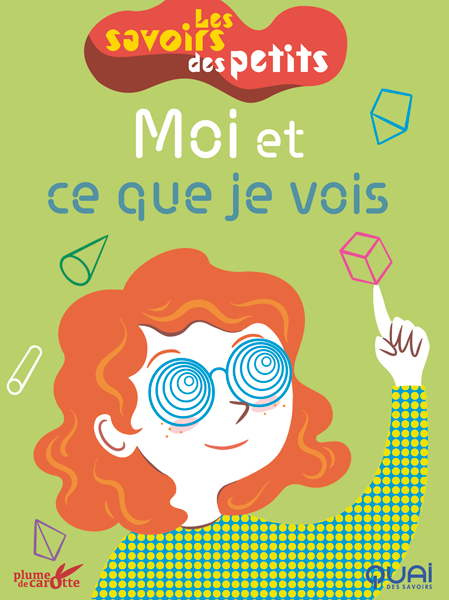 Les
savoirs
des petits
Moi et
ce que je vois
plume
de carotte
QUAI
DES SAVOIRS